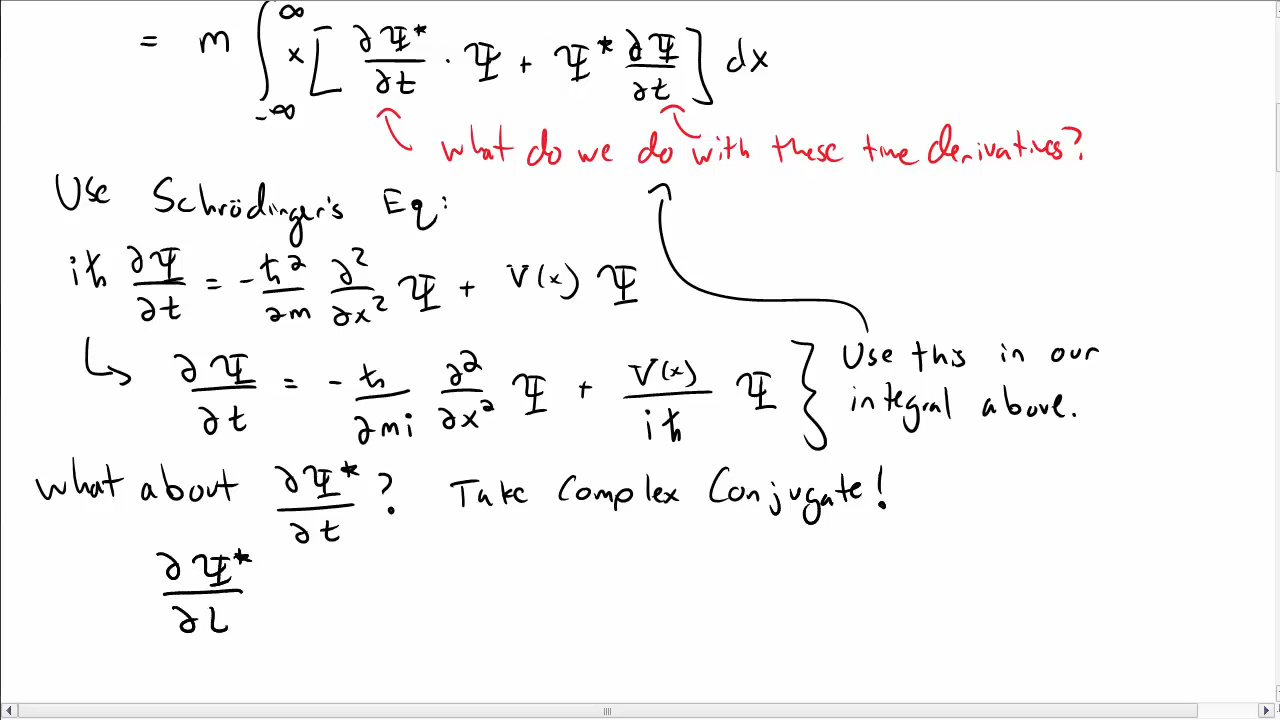 = m ∫_{-∞}^{∞} x [ ∂Ψ*/∂t · Ψ + Ψ* ∂Ψ/∂t ] dx
what do we do with these time derivatives?
Use Schrödinger's Eq:
iħ ∂Ψ/∂t = -ħ²/2m ∂²/∂x² Ψ + V(x) Ψ
∂Ψ/∂t = -ħ/2mi ∂²/∂x² Ψ + V(x)/iħ Ψ
Use this in our
integral above.
What about ∂Ψ*/∂t? Take Complex Conjugate!
∂Ψ*/∂